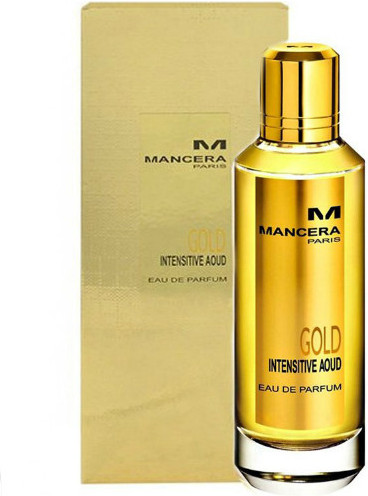 M
MANCERA
PARIS
GOLD
INTENSITIVE AOUD
EAU DE PARFUM
M
MANCERA
PARIS
GOLD
INTENSITIVE AOUD
EAU DE PARFUM